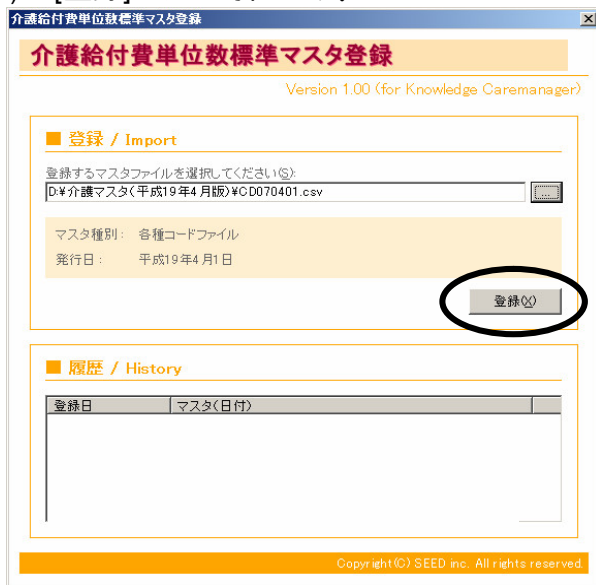 介護給付費単位数標準マスタ登録
介護給付費単位数標準マスタ登録
Version 1.00 (for Knowledge Caremanager)
■ 登録 / Import
登録するマスタファイルを選択してください(S):
D:¥介護マスタ(平成19年4月版)¥CD070401.csv
...
マスタ種別： 各種コードファイル
発行日： 平成19年4月1日
登録(X)
■ 履歴 / History
登録日 マスタ(日付)
Copyright(C) SEED inc. All rights reserved.